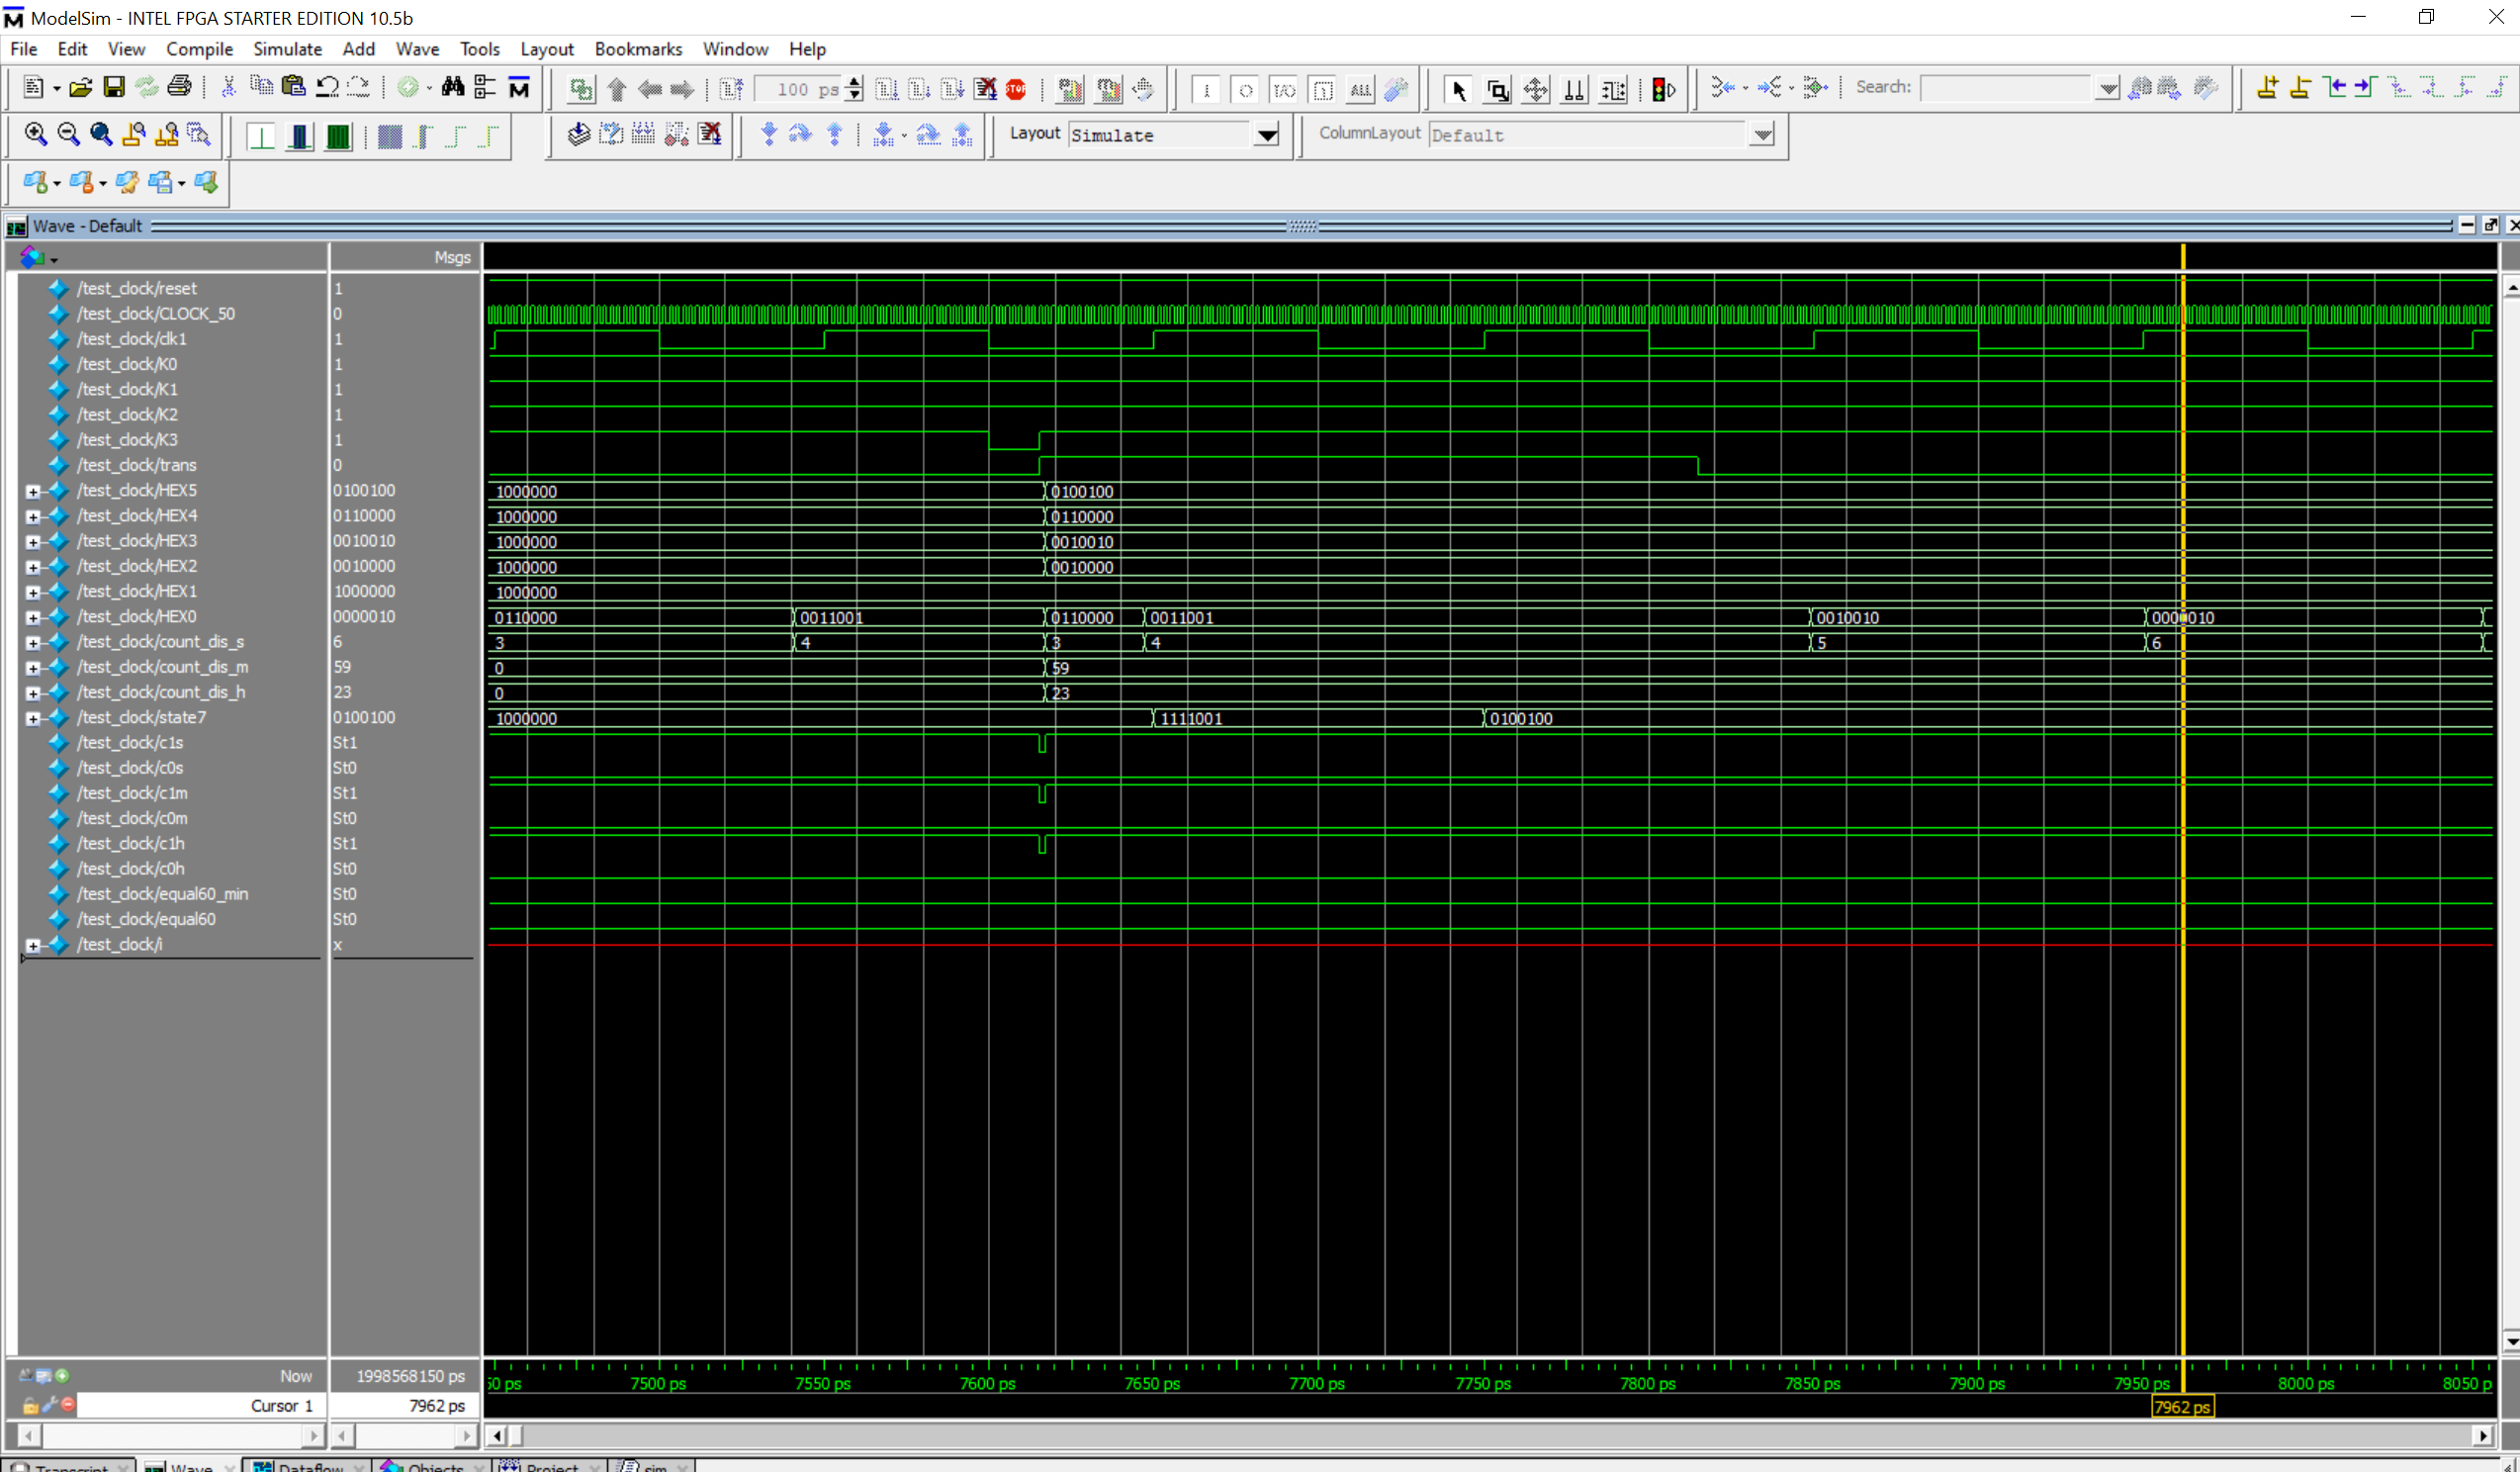 ModelSim - INTEL FPGA STARTER EDITION 10.5b
File Edit View Compile Simulate Add Wave Tools Layout Bookmarks Window Help
100 ps
STOP
ALL
Search:
Layout Simulate
ColumnLayout Default
Wave - Default
Msgs
/test_clock/reset 1
/test_clock/CLOCK_50 0
/test_clock/clk1 1
/test_clock/K0 1
/test_clock/K1 1
/test_clock/K2 1
/test_clock/K3 1
/test_clock/trans 0
/test_clock/HEX5 0100100 1000000 0100100
/test_clock/HEX4 0110000 1000000 0110000
/test_clock/HEX3 0010010 1000000 0010010
/test_clock/HEX2 0010000 1000000 0010000
/test_clock/HEX1 1000000 1000000
/test_clock/HEX0 0000010 0110000 0011001 0110000 0011001 0010010 0000010
/test_clock/count_dis_s 6 3 4 3 4 5 6
/test_clock/count_dis_m 59 0 59
/test_clock/count_dis_h 23 0 23
/test_clock/state7 0100100 1000000 1111001 0100100
/test_clock/c1s St1
/test_clock/c0s St0
/test_clock/c1m St1
/test_clock/c0m St0
/test_clock/c1h St1
/test_clock/c0h St0
/test_clock/equal60_min St0
/test_clock/equal60 St0
/test_clock/i x
Now 1998568150 ps
50 ps 7500 ps 7550 ps 7600 ps 7650 ps 7700 ps 7750 ps 7800 ps 7850 ps 7900 ps 7950 ps 8000 ps 8050 p
Cursor 1 7962 ps
7962 ps
Transcript Wave Dataflow Objects Project sim